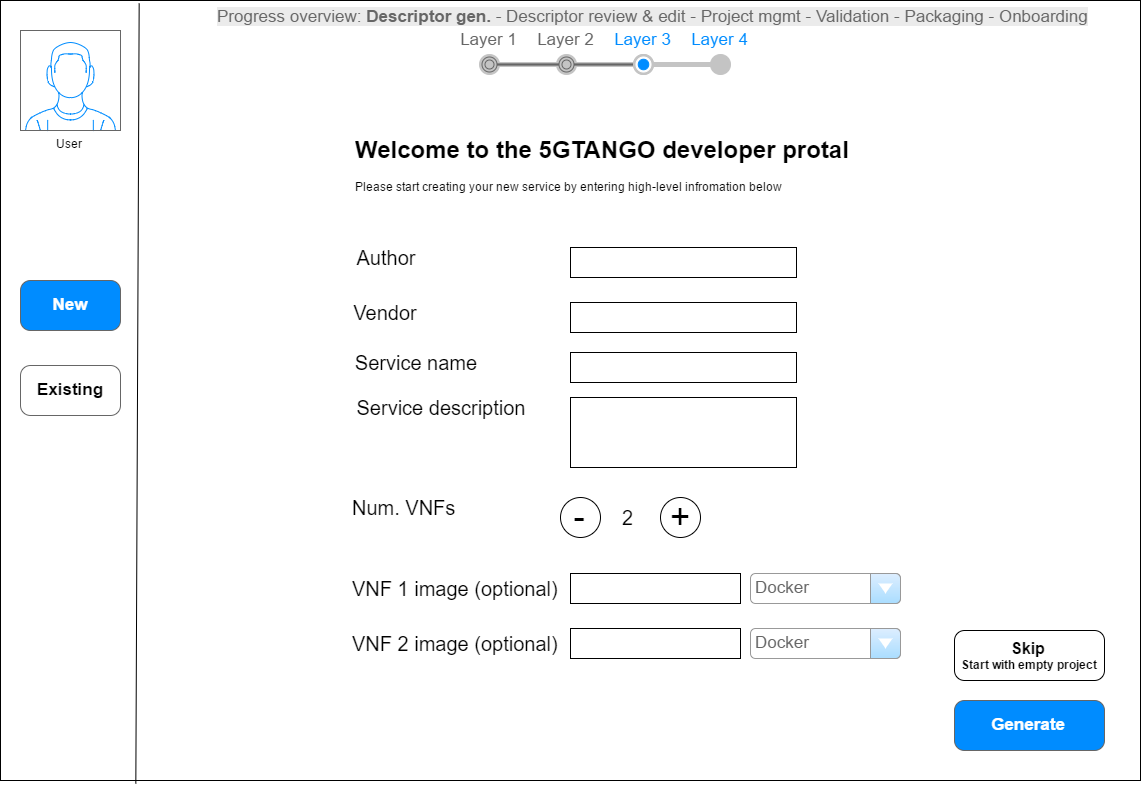 Progress overview: Descriptor gen. - Descriptor review & edit - Project mgmt - Validation - Packaging - Onboarding
Layer 1 Layer 2 Layer 3 Layer 4
User
Welcome to the 5GTANGO developer protal
Please start creating your new service by entering high-level infromation below
New
Existing
Author
Vendor
Service name
Service description
Num. VNFs - 2 +
VNF 1 image (optional) Docker
VNF 2 image (optional) Docker
Skip
Start with empty project
Generate